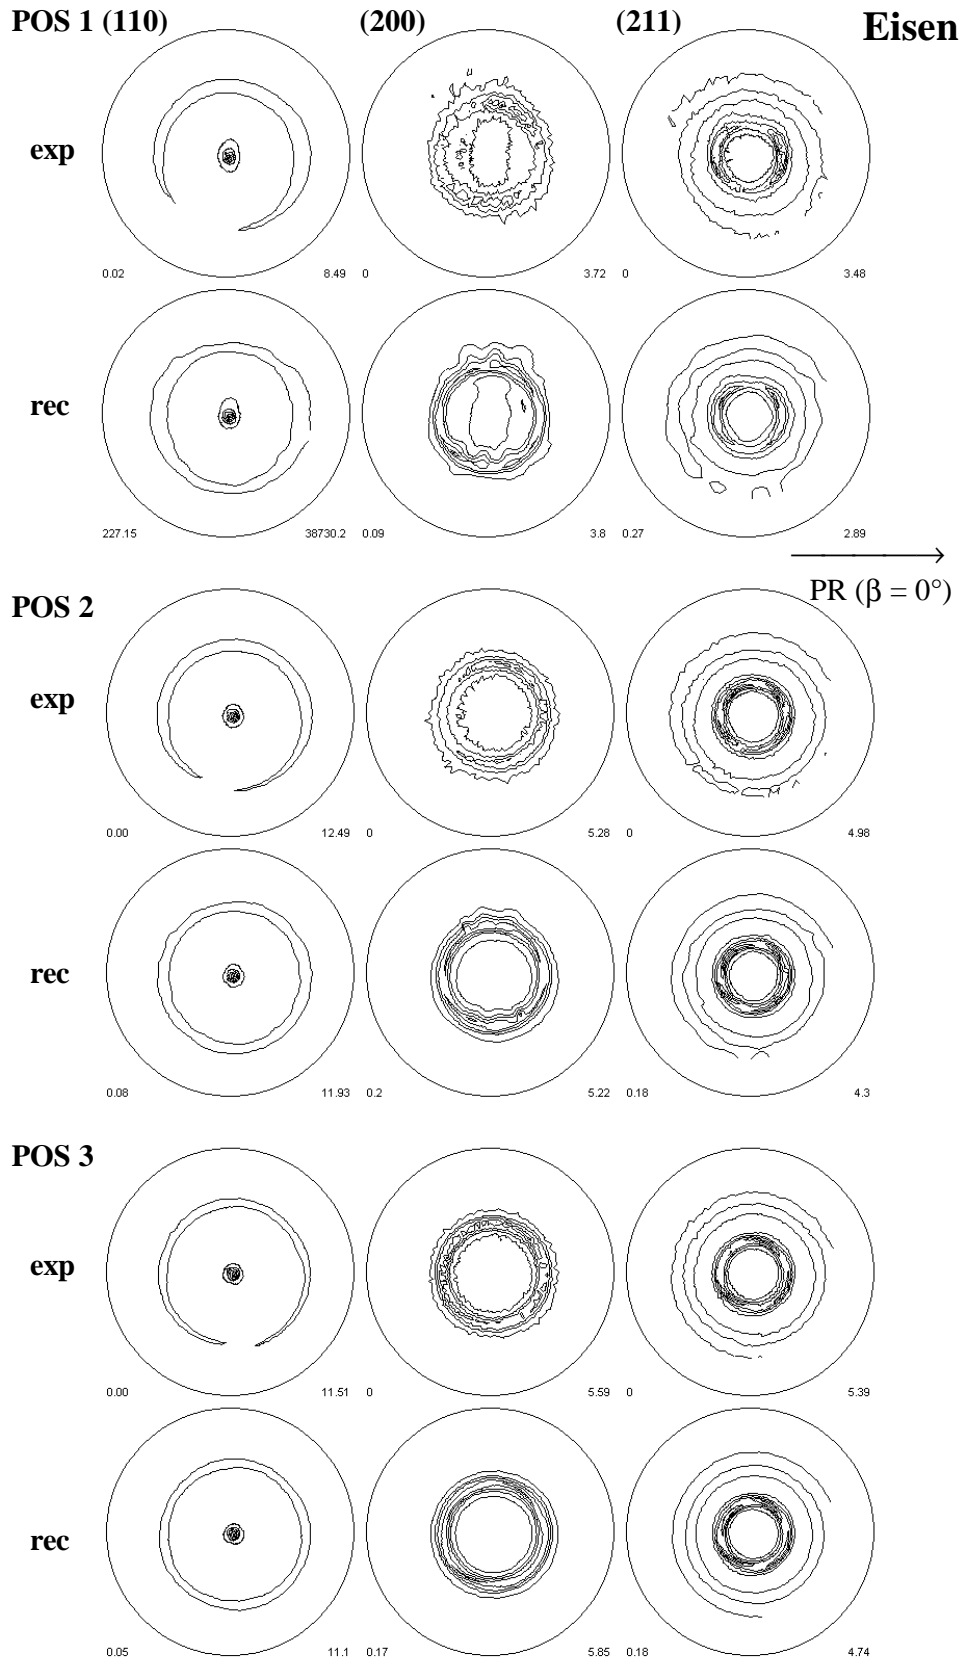 POS 1 (110) (200) (211) Eisen
exp
0.02 8.49 0 3.72 0 3.48
rec
227.15 38730.2 0.09 3.8 0.27 2.89
PR (β = 0°)
POS 2
exp
0.00 12.49 0 5.28 0 4.98
rec
0.08 11.93 0.2 5.22 0.18 4.3
POS 3
exp
0.00 11.51 0 5.59 0 5.39
rec
0.05 11.1 0.17 5.85 0.18 4.74